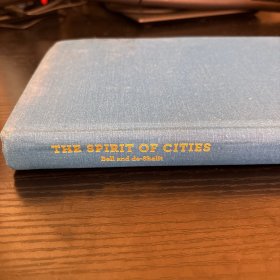 THE SPIRIT OF CITIES
Bell and de-Shalit